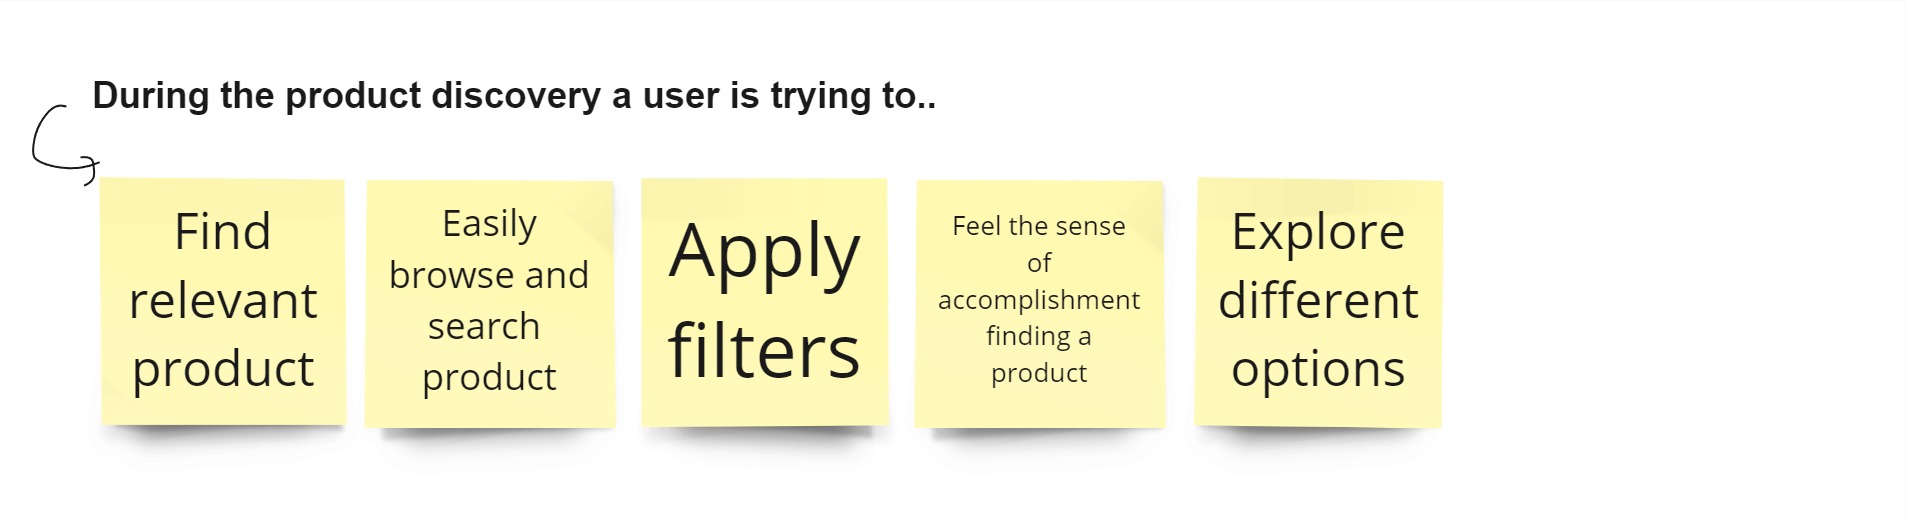 During the product discovery a user is trying to..
Find
relevant
product
Easily
browse and
search
product
Apply
filters
Feel the sense
of
accomplishment
finding a
product
Explore
different
options